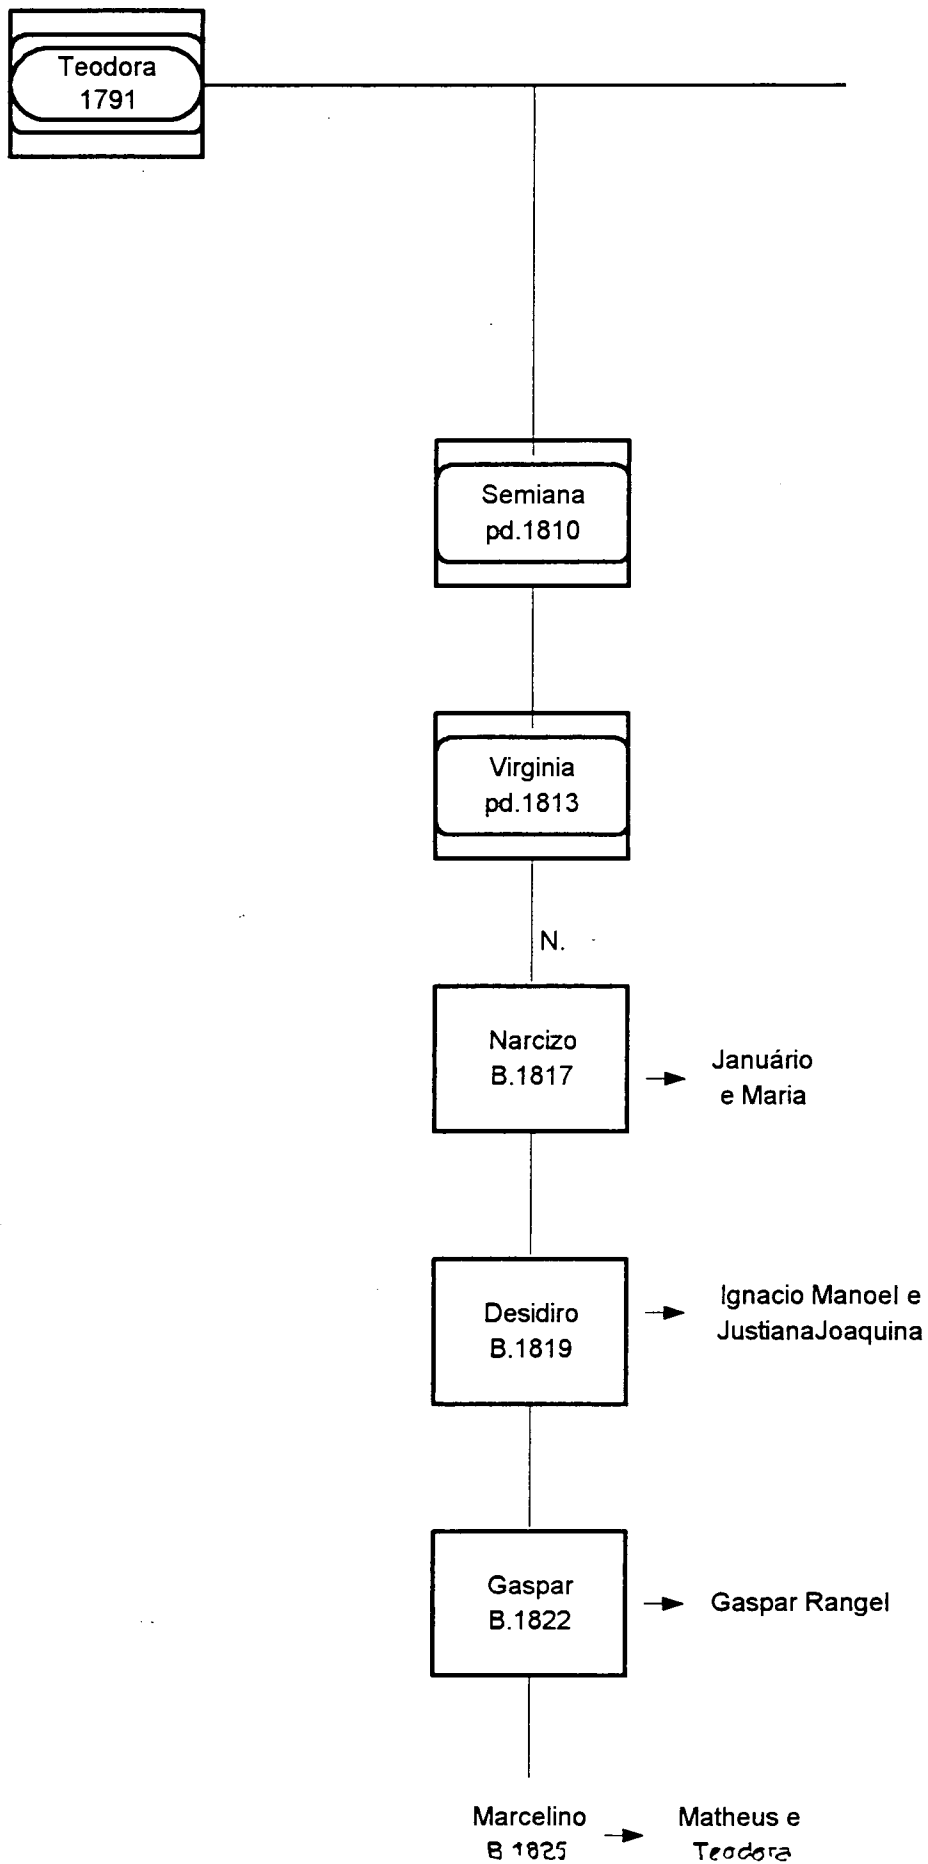 Teodora
1791
Semiana
pd.1810
Virginia
pd.1813
N.
Narcizo
B.1817
Januário
e Maria
Desidiro
B.1819
Ignacio Manoel e
JustianaJoaquina
Gaspar
B.1822
Gaspar Rangel
Marcelino
B 1825
Matheus e
Teodora